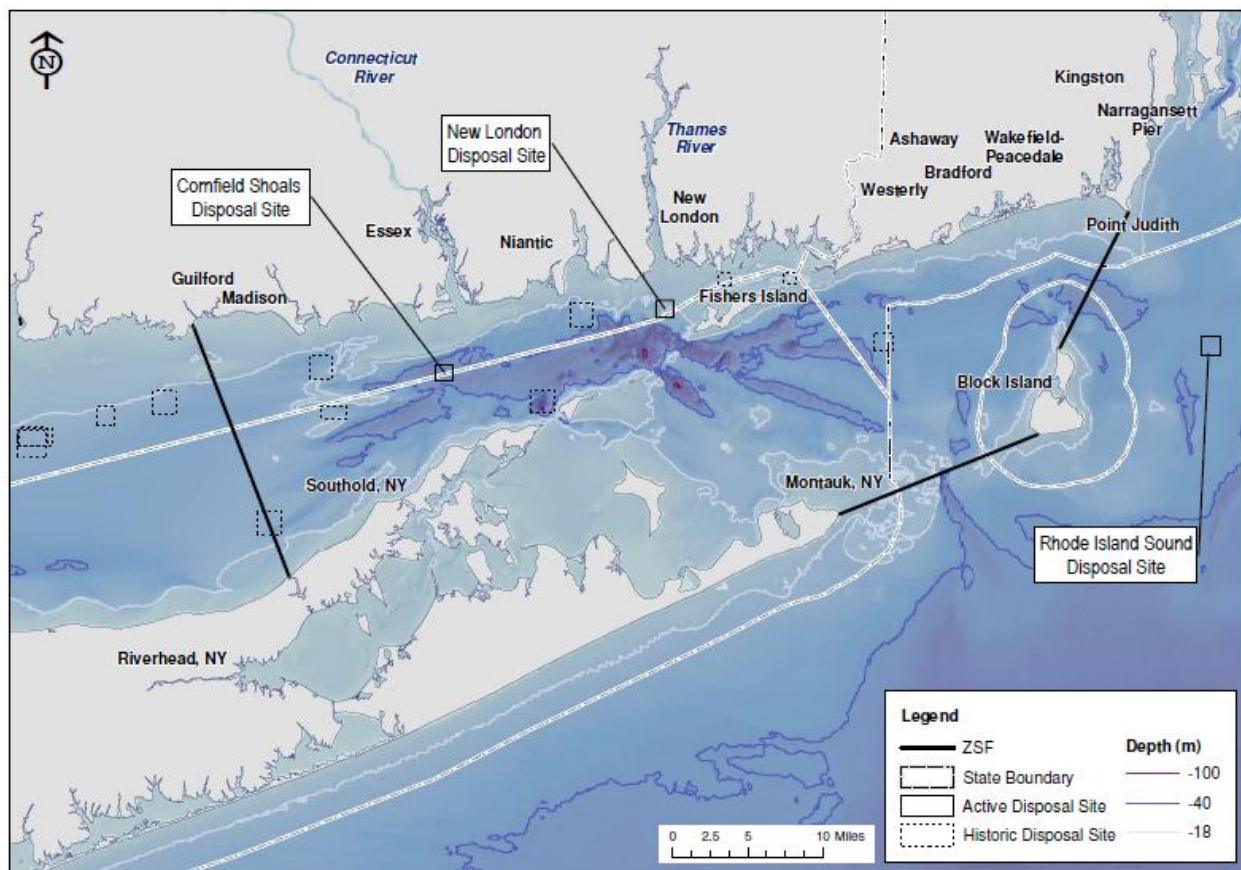 N
Connecticut
River
Kingston
Narragansett
Pier
New London
Disposal Site
Thames
River
Ashaway
Wakefield-
Peacedale
Bradford
Westerly
Cornfield Shoals
Disposal Site
Essex
New
London
Niantic
Point Judith
Guilford
Madison
Fishers Island
Block Island
Southold, NY
Montauk, NY
Rhode Island Sound
Disposal Site
Riverhead, NY
Legend
ZSF
State Boundary
Active Disposal Site
Historic Disposal Site
Depth (m)
-100
-40
-18
0 2.5 5 10 Miles